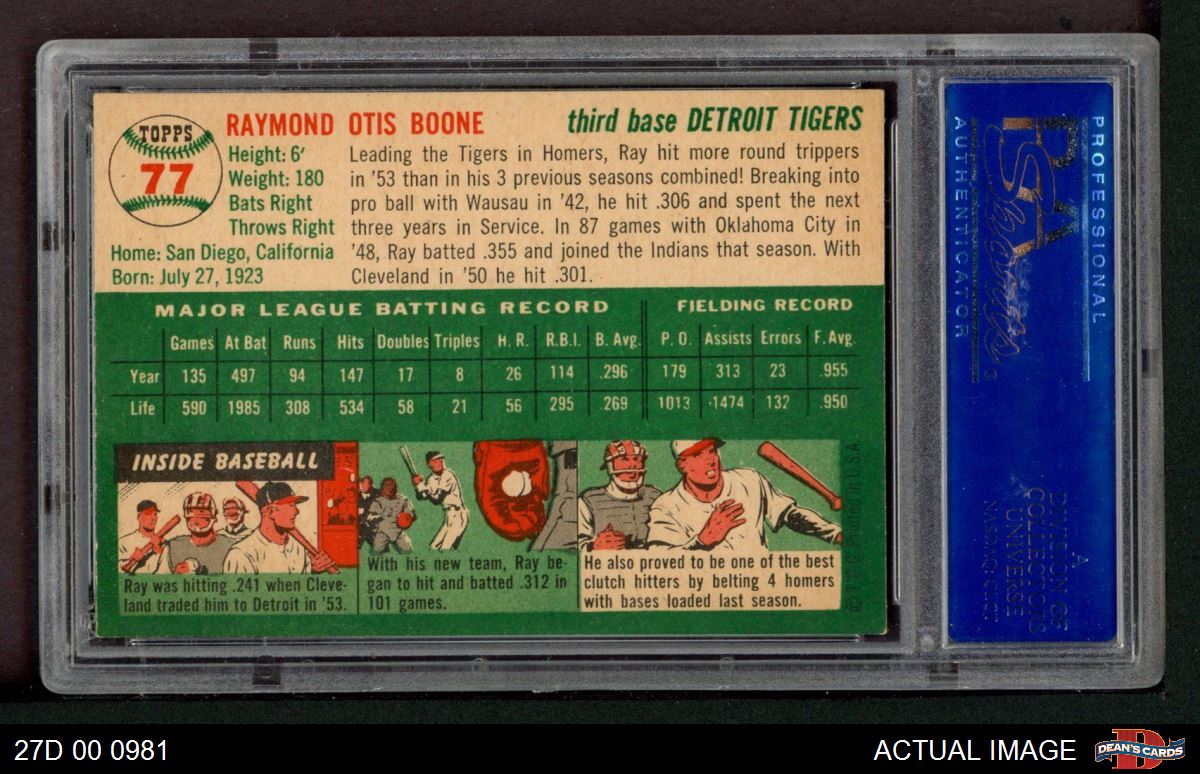 TOPPS
77
RAYMOND OTIS BOONE
third base DETROIT TIGERS
Height: 6'
Weight: 180
Bats Right
Throws Right
Home: San Diego, California
Born: July 27, 1923
Leading the Tigers in Homers, Ray hit more round trippers
in '53 than in his 3 previous seasons combined! Breaking into
pro ball with Wausau in '42, he hit .306 and spent the next
three years in Service. In 87 games with Oklahoma City in
'48, Ray batted .355 and joined the Indians that season. With
Cleveland in '50 he hit .301.
MAJOR LEAGUE BATTING RECORD
FIELDING RECORD
Games At Bat Runs Hits Doubles Triples H. R. R.B.I. B. Avg. P. O. Assists Errors F. Avg.
Year 135 497 94 147 17 8 26 114 .296 179 313 23 .955
Life 590 1985 308 534 58 21 56 295 .269 1013 1474 132 .950
INSIDE BASEBALL
Ray was hitting .241 when Cleve-
land traded him to Detroit in '53.
With his new team, Ray be-
gan to hit and batted .312 in
101 games.
He also proved to be one of the best
clutch hitters by belting 4 homers
with bases loaded last season.
PSA
PROFESSIONAL
AUTHENTICATOR
A
DIVISION OF
COLLECTORS
UNIVERSE
27D 00 0981
ACTUAL IMAGE
DEAN'S CARDS